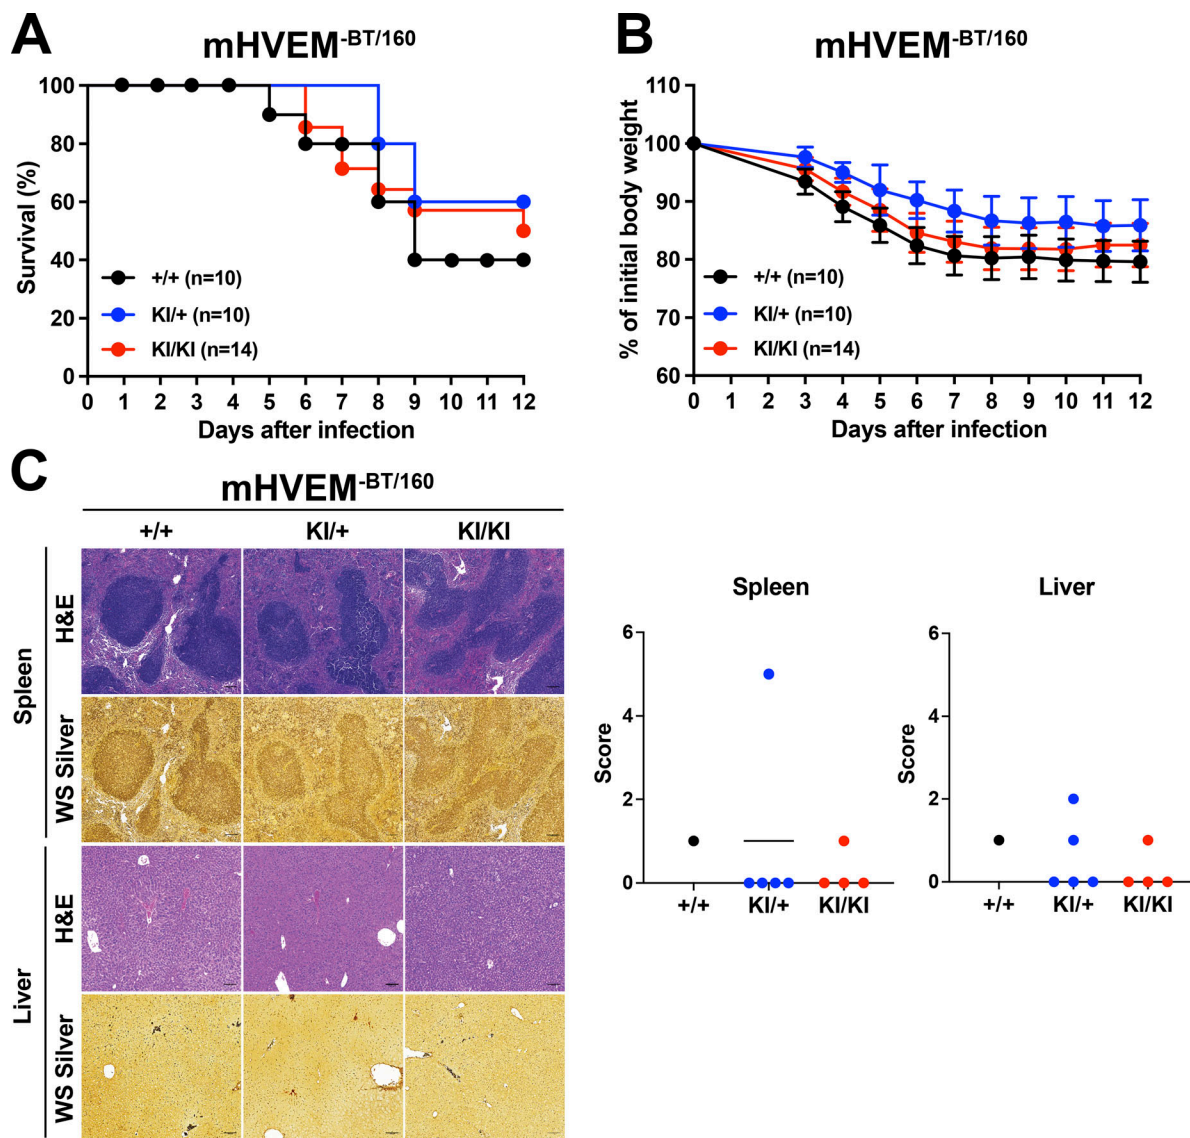 A
mHVEM-BT/160
Survival (%)
100
80
60
40
20
0
+/+ (n=10)
KI/+ (n=10)
KI/KI (n=14)
0 1 2 3 4 5 6 7 8 9 10 11 12
Days after infection
B
mHVEM-BT/160
% of initial body weight
110
100
90
80
70
60
+/+ (n=10)
KI/+ (n=10)
KI/KI (n=14)
0 1 2 3 4 5 6 7 8 9 10 11 12
Days after infection
C
mHVEM-BT/160
+/+ KI/+ KI/KI
Spleen
H&E
WS Silver
Liver
H&E
WS Silver
Spleen
Score
6
4
2
0
+/+ KI/+ KI/KI
Liver
Score
6
4
2
0
+/+ KI/+ KI/KI